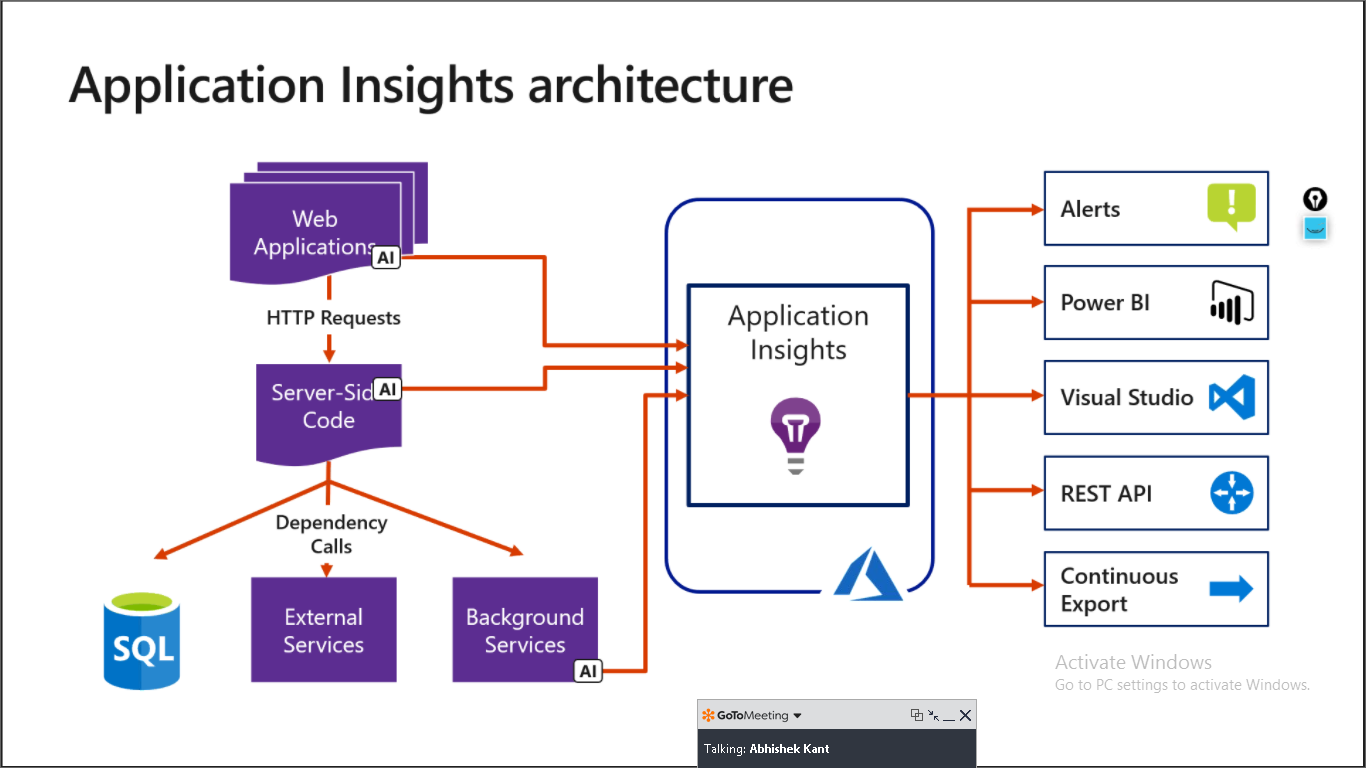 Application Insights architecture
Web
Applications
AI
HTTP Requests
Server-Sid
Code
AI
Dependency
Calls
SQL
External
Services
Background
Services
AI
Application
Insights
Alerts
Power BI
Visual Studio
REST API
Continuous
Export
Activate Windows
Go to PC settings to activate Windows.
GoToMeeting
Talking: Abhishek Kant